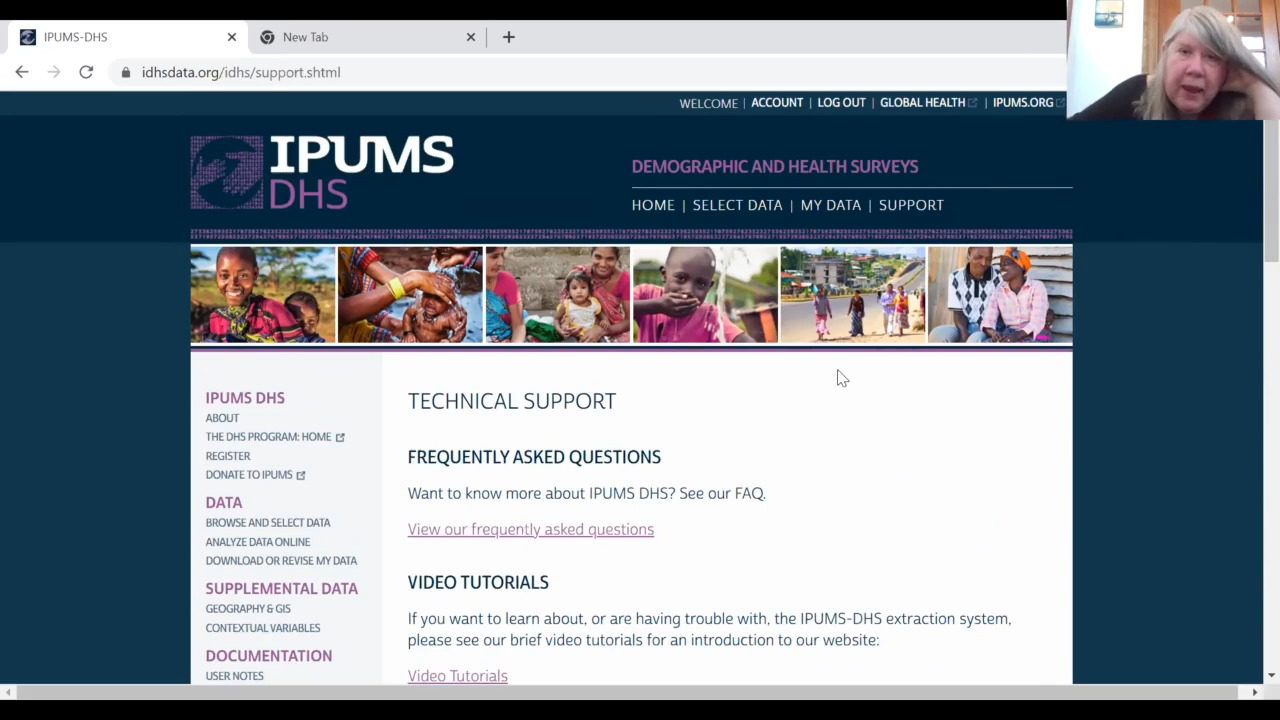 IPUMS-DHS
New Tab
idhsdata.org/idhs/support.shtml
WELCOME | ACCOUNT | LOG OUT | GLOBAL HEALTH | IPUMS.ORG
IPUMS
DHS
DEMOGRAPHIC AND HEALTH SURVEYS
HOME | SELECT DATA | MY DATA | SUPPORT
IPUMS DHS
ABOUT
THE DHS PROGRAM: HOME
REGISTER
DONATE TO IPUMS
DATA
BROWSE AND SELECT DATA
ANALYZE DATA ONLINE
DOWNLOAD OR REVISE MY DATA
SUPPLEMENTAL DATA
GEOGRAPHY & GIS
CONTEXTUAL VARIABLES
DOCUMENTATION
USER NOTES
TECHNICAL SUPPORT
FREQUENTLY ASKED QUESTIONS
Want to know more about IPUMS DHS? See our FAQ.
View our frequently asked questions
VIDEO TUTORIALS
If you want to learn about, or are having trouble with, the IPUMS-DHS extraction system,
please see our brief video tutorials for an introduction to our website:
Video Tutorials